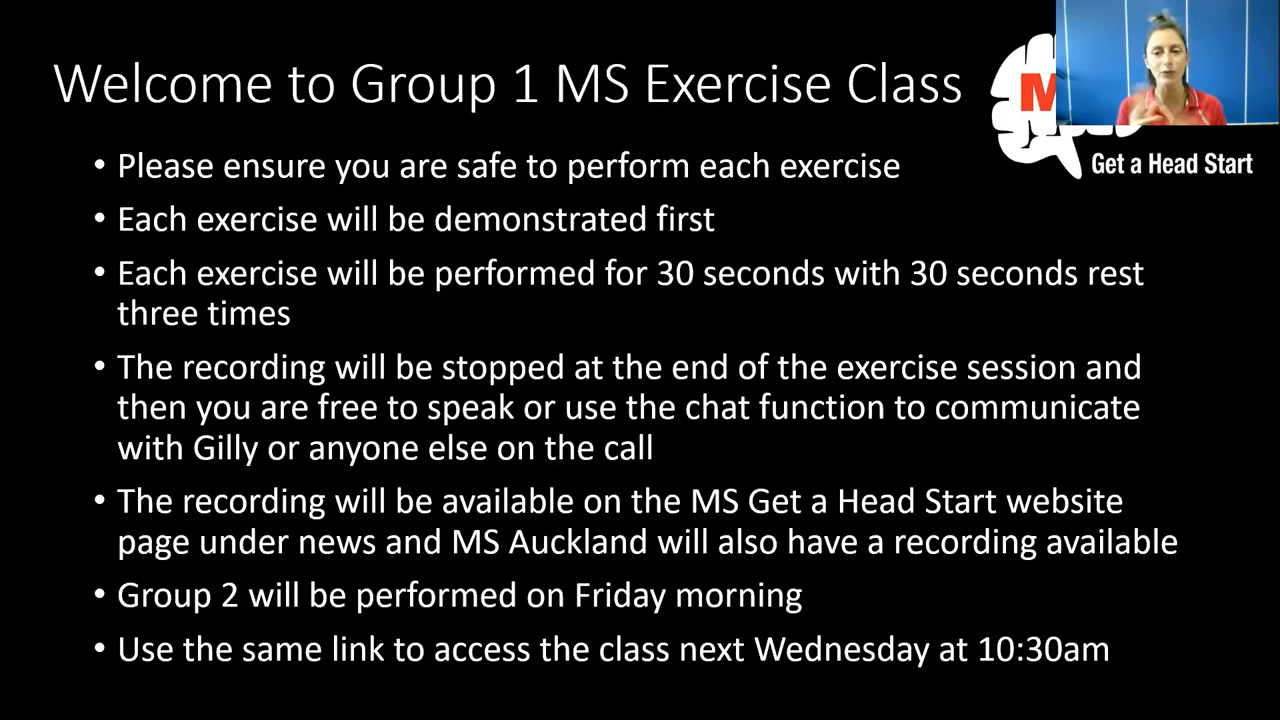 Welcome to Group 1 MS Exercise Class
M
Get a Head Start
• Please ensure you are safe to perform each exercise
• Each exercise will be demonstrated first
• Each exercise will be performed for 30 seconds with 30 seconds rest
three times
• The recording will be stopped at the end of the exercise session and
then you are free to speak or use the chat function to communicate
with Gilly or anyone else on the call
• The recording will be available on the MS Get a Head Start website
page under news and MS Auckland will also have a recording available
• Group 2 will be performed on Friday morning
• Use the same link to access the class next Wednesday at 10:30am